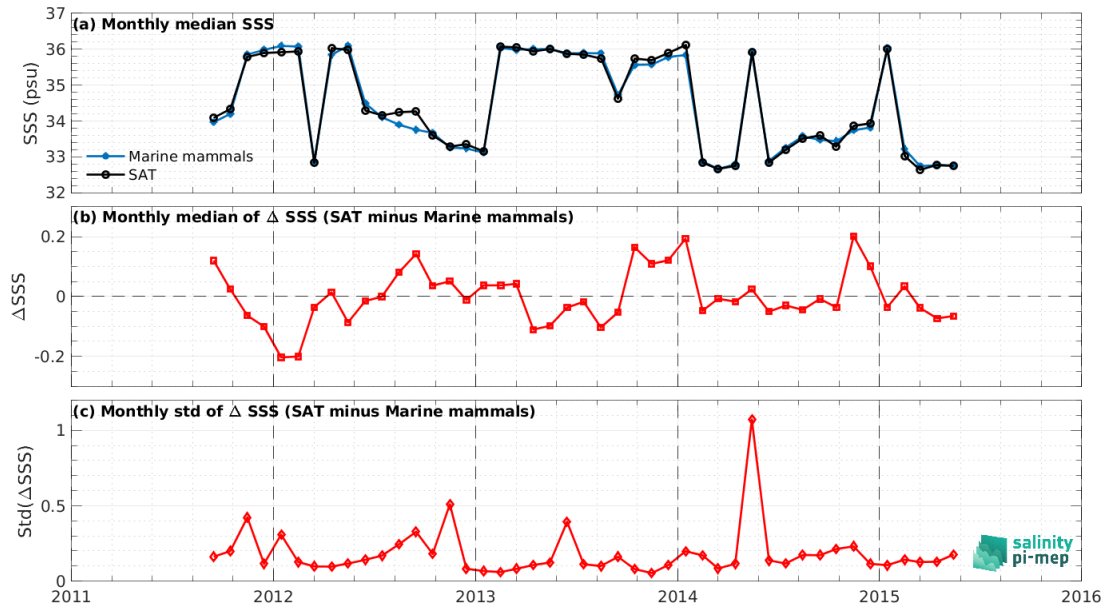 (a) Monthly median SSS
SSS (psu)
37
36
35
34
33
32
Marine mammals
SAT
(b) Monthly median of Δ SSS (SAT minus Marine mammals)
ΔSSS
0.2
0
-0.2
(c) Monthly std of Δ SSS (SAT minus Marine mammals)
Std(ΔSSS)
1
0.5
0
salinity
pi-mep
2011 2012 2013 2014 2015 2016